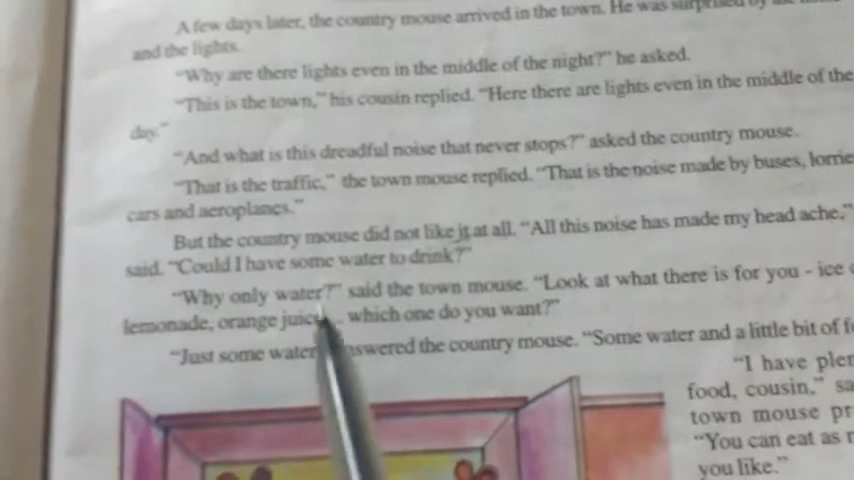 A few days later, the country mouse arrived in the town. He was surprised by the
and the lights.
"Why are there lights even in the middle of the night?" he asked.
"This is the town," his cousin replied. "Here there are lights even in the middle of the
day."
"And what is this dreadful noise that never stops?" asked the country mouse.
"That is the traffic," the town mouse replied. "That is the noise made by buses, lorrie
cars and aeroplanes."
But the country mouse did not like it at all. "All this noise has made my head ache,"
said. "Could I have some water to drink?"
"Why only water?" said the town mouse. "Look at what there is for you - ice
lemonade, orange juice... which one do you want?"
"Just some water answered the country mouse. "Some water and a little bit of f
"I have plen
food, cousin," sa
town mouse pr
"You can eat as
you like."